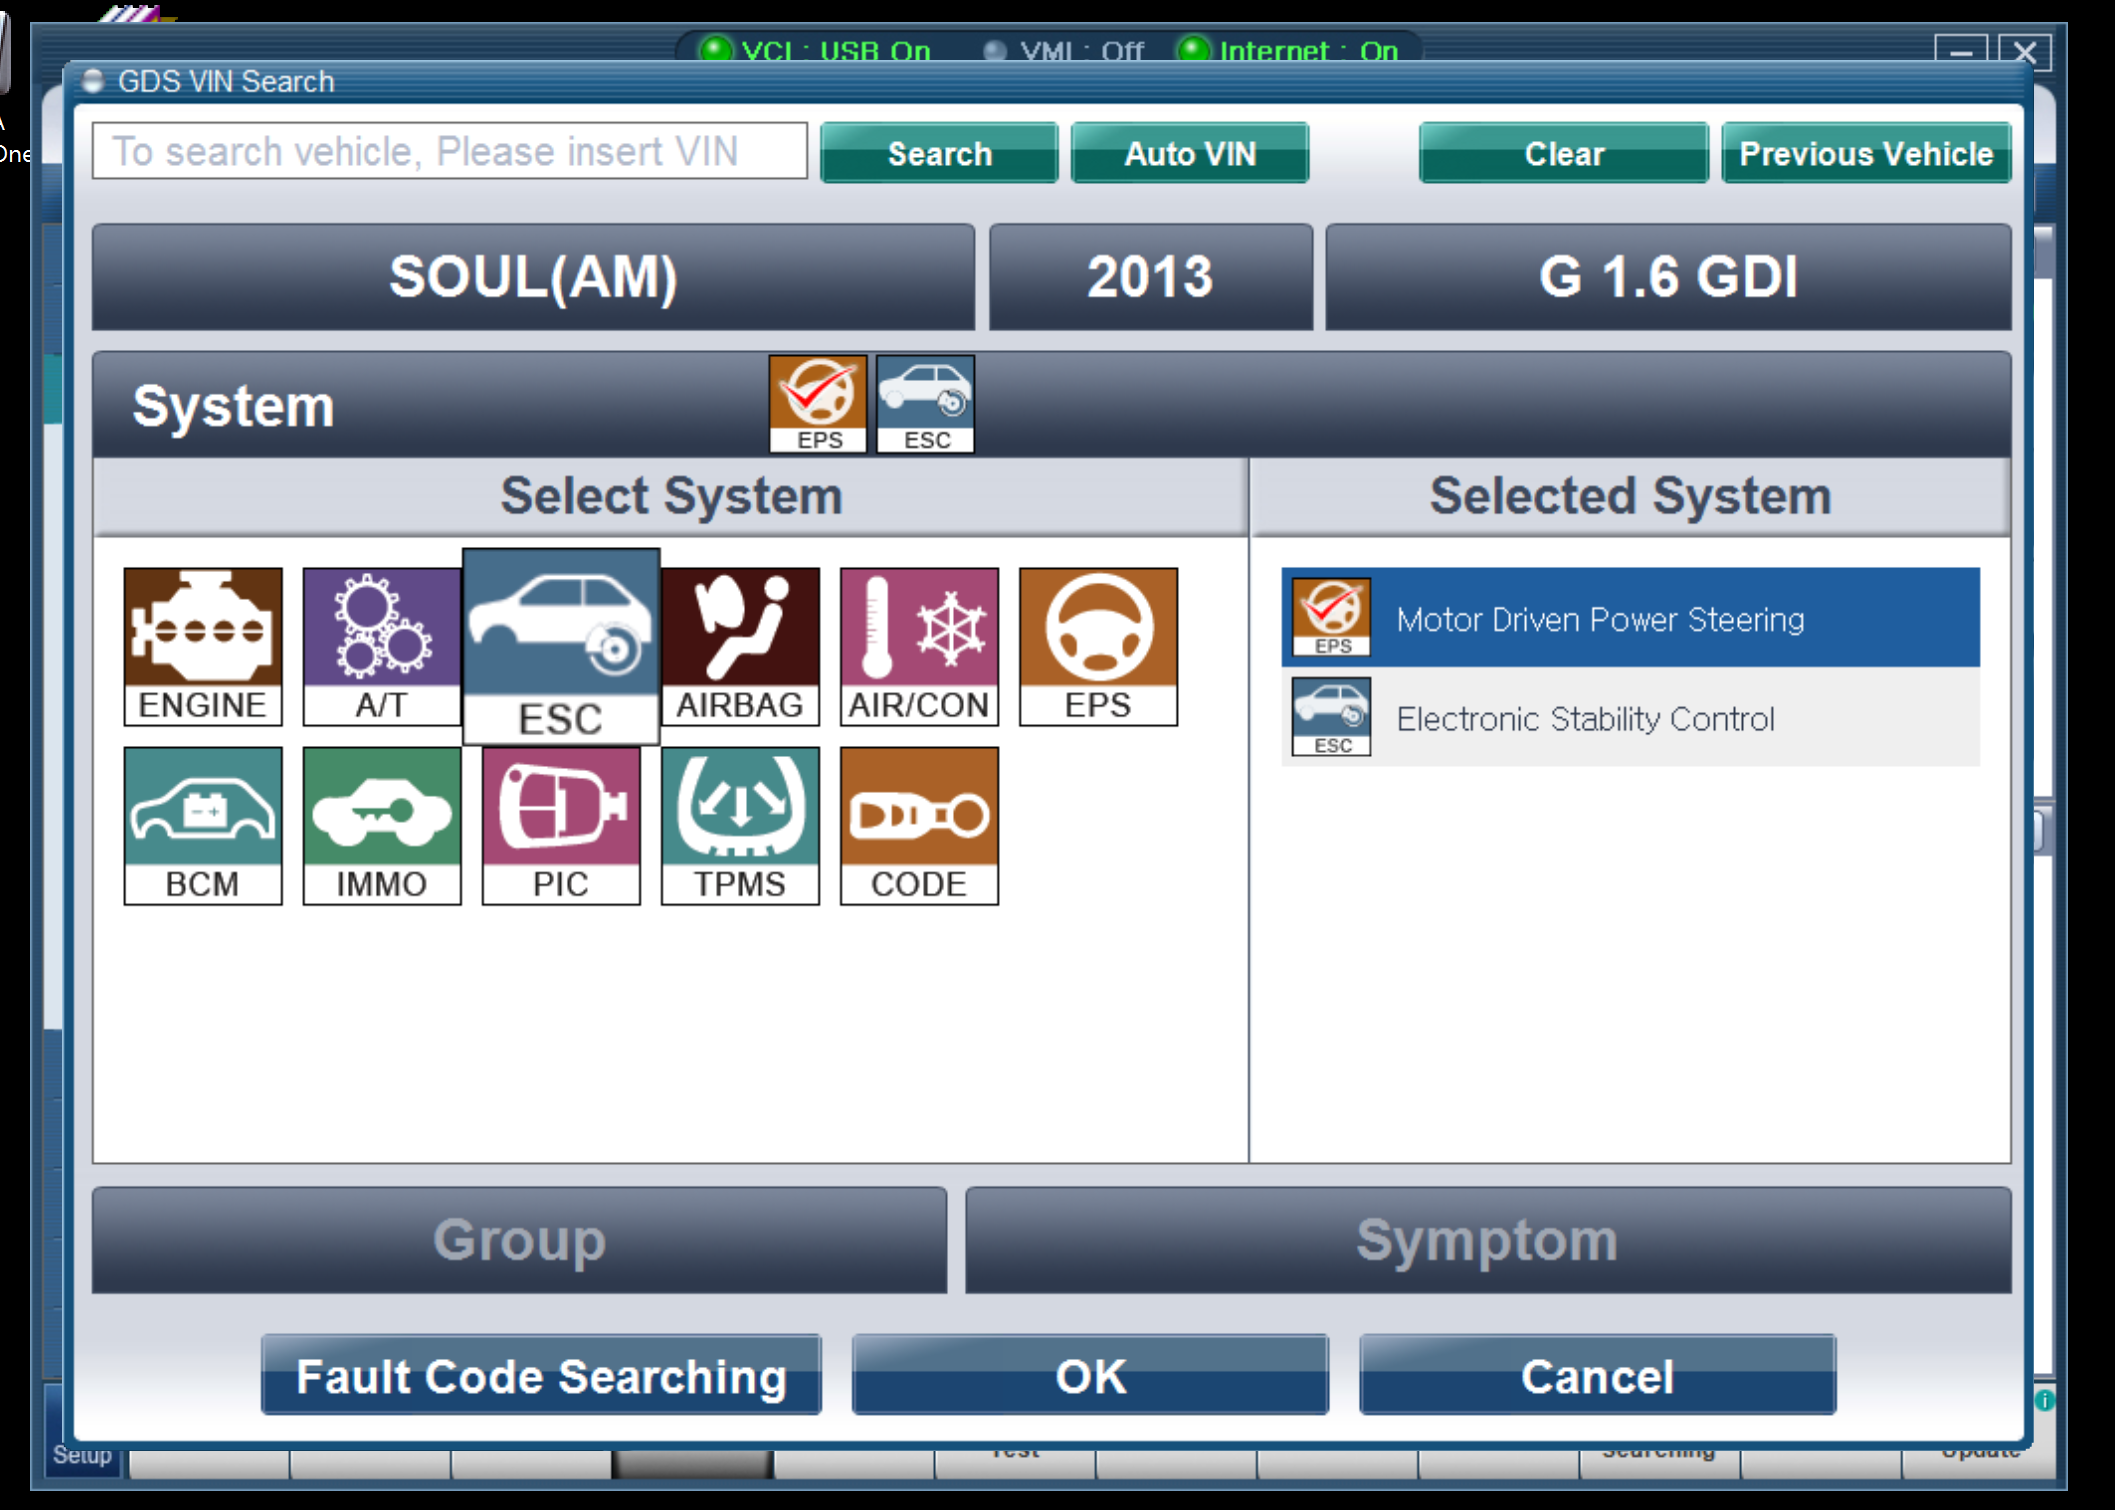 VCI : USB On
VMI : Off
Internet : On
GDS VIN Search
To search vehicle, Please insert VIN
Search
Auto VIN
Clear
Previous Vehicle
SOUL(AM)
2013
G 1.6 GDI
System
EPS
ESC
Select System
Selected System
ENGINE
A/T
ESC
AIRBAG
AIR/CON
EPS
BCM
IMMO
PIC
TPMS
CODE
EPS
Motor Driven Power Steering
ESC
Electronic Stability Control
Group
Symptom
Fault Code Searching
OK
Cancel
Setup
Test
Searching
Update